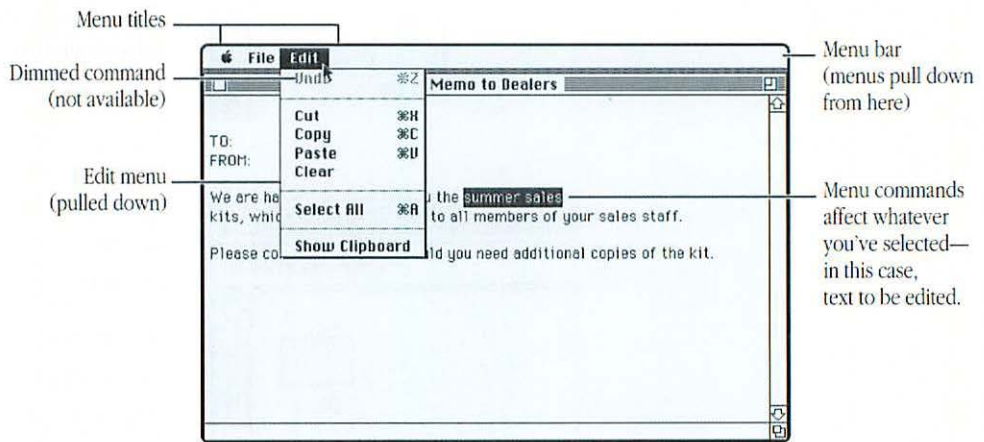 Menu titles
Dimmed command
(not available)
Edit menu
(pulled down)
File Edit
Memo to Dealers
Undo ⌘Z
Cut ⌘X
Copy ⌘C
Paste ⌘V
Clear
Select All ⌘A
Show Clipboard
TO:
FROM:
We are ha the summer sales
kits, whic to all members of your sales staff.
Please co ld you need additional copies of the kit.
Menu bar
(menus pull down
from here)
Menu commands
affect whatever
you've selected—
in this case,
text to be edited.